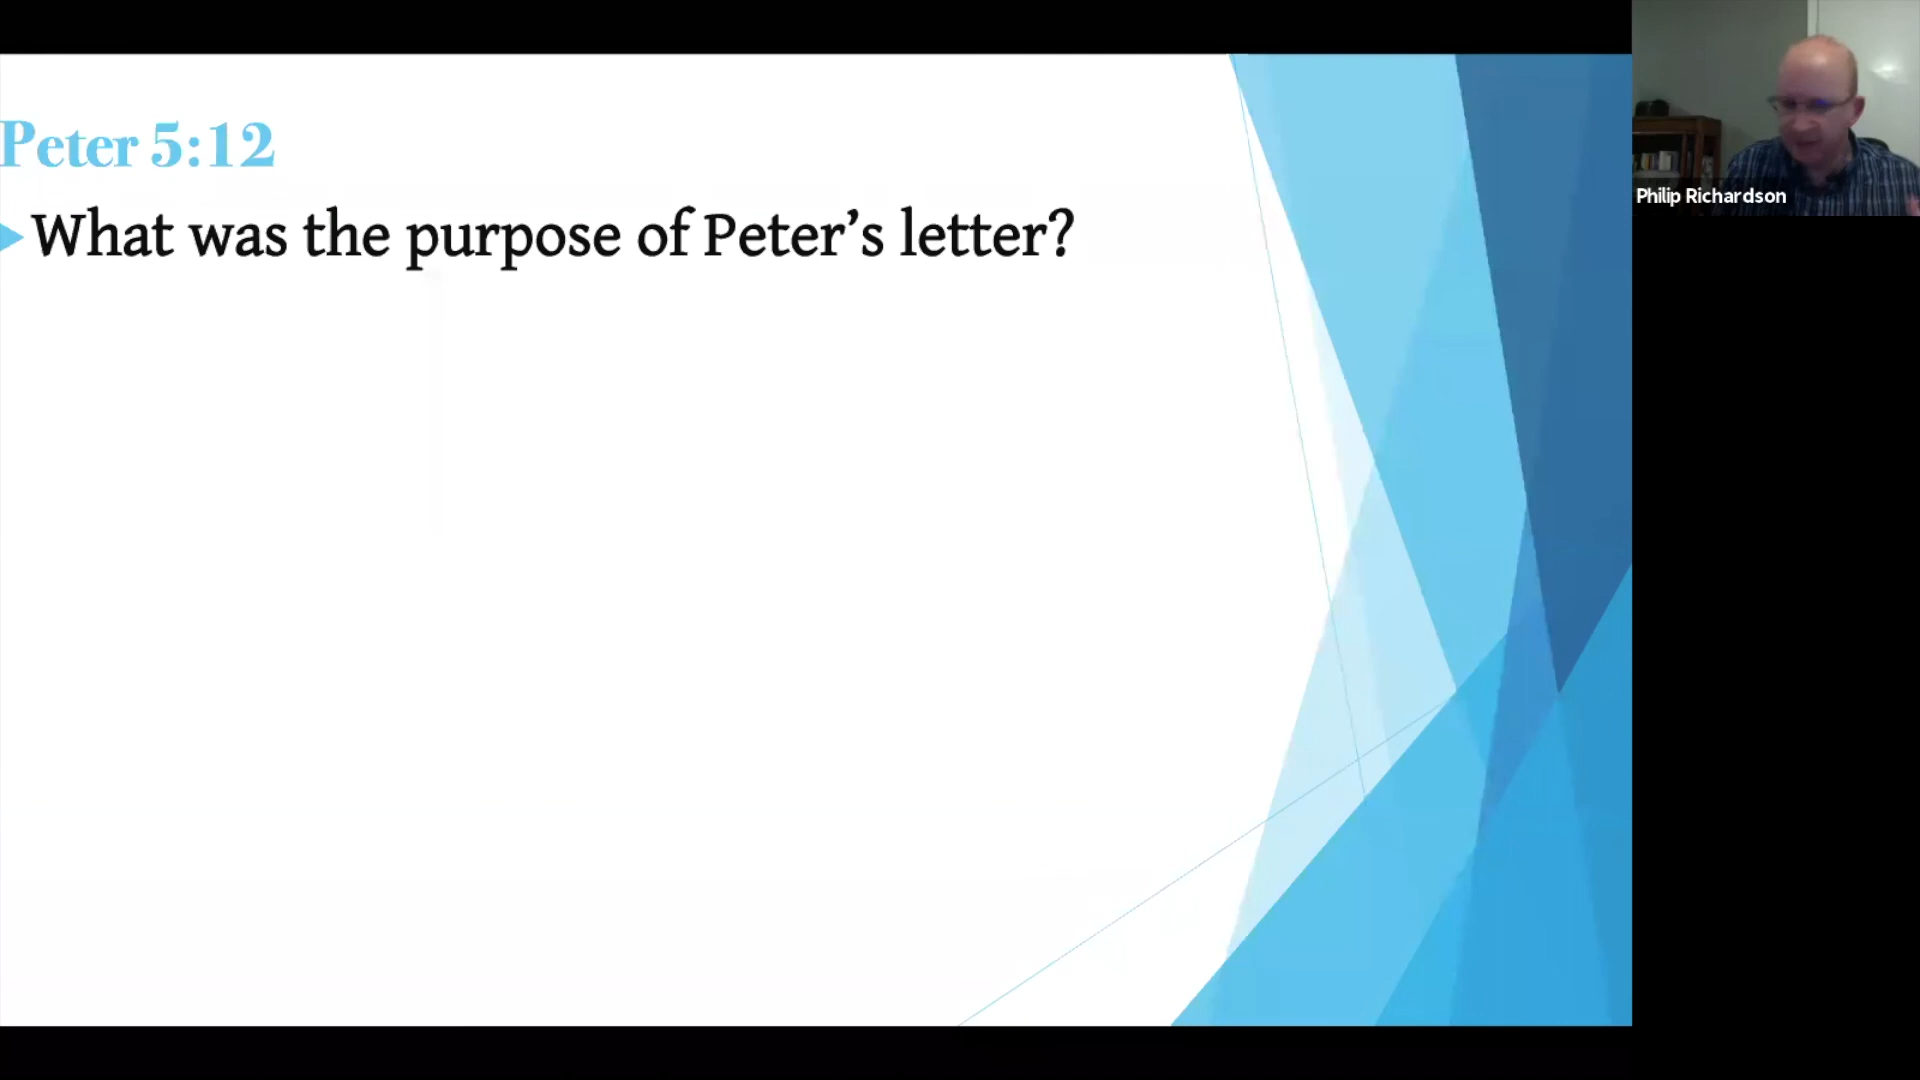 Peter 5:12
What was the purpose of Peter’s letter?
Philip Richardson